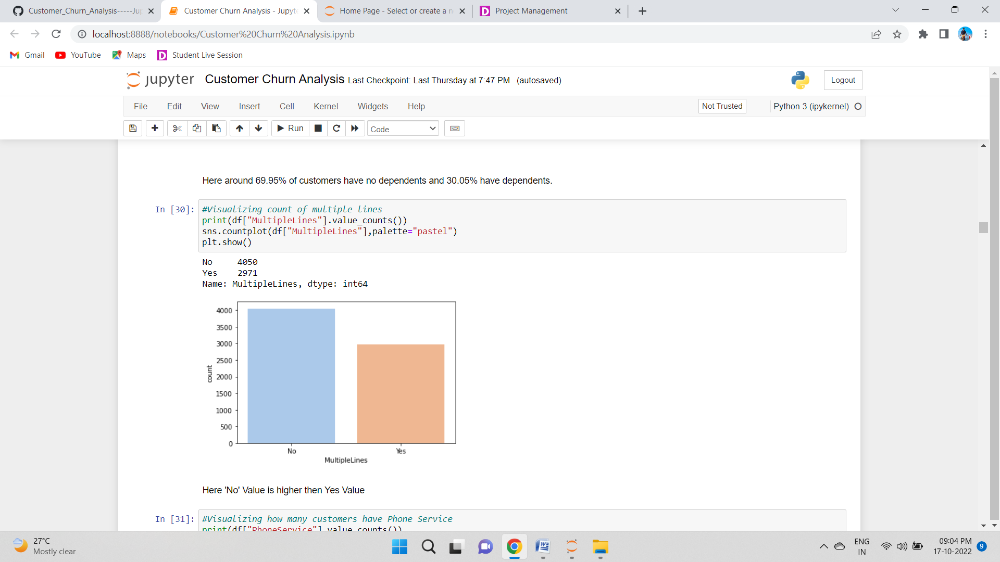 Customer_Churn_Analysis-----Ju
Customer Churn Analysis - Jupyt
Home Page - Select or create a n
Project Management
localhost:8888/notebooks/Customer%20Churn%20Analysis.ipynb
Gmail
YouTube
Maps
Student Live Session
jupyter Customer Churn Analysis Last Checkpoint: Last Thursday at 7:47 PM (autosaved)
Logout
File Edit View Insert Cell Kernel Widgets Help
Not Trusted
Python 3 (ipykernel)
Run
Code
Here around 69.95% of customers have no dependents and 30.05% have dependents.
In [30]:
#Visualizing count of multiple lines
print(df["MultipleLines"].value_counts())
sns.countplot(df["MultipleLines"],palette="pastel")
plt.show()
No 4050
Yes 2971
Name: MultipleLines, dtype: int64
4000
3500
3000
2500
2000
1500
1000
500
0
count
No
Yes
MultipleLines
Here 'No' Value is higher then Yes Value
In [31]:
#Visualizing how many customers have Phone Service
print(df["PhoneService"].value_counts())
27°C
Mostly clear
ENG
IN
09:04 PM
17-10-2022
9